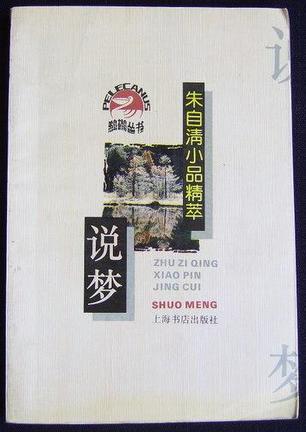 说
PELECANUS
鹈鹕丛书
朱自清小品精萃
说梦
ZHU ZI QING
XIAO PIN
JING CUI
SHUO MENG
上海书店出版社
梦